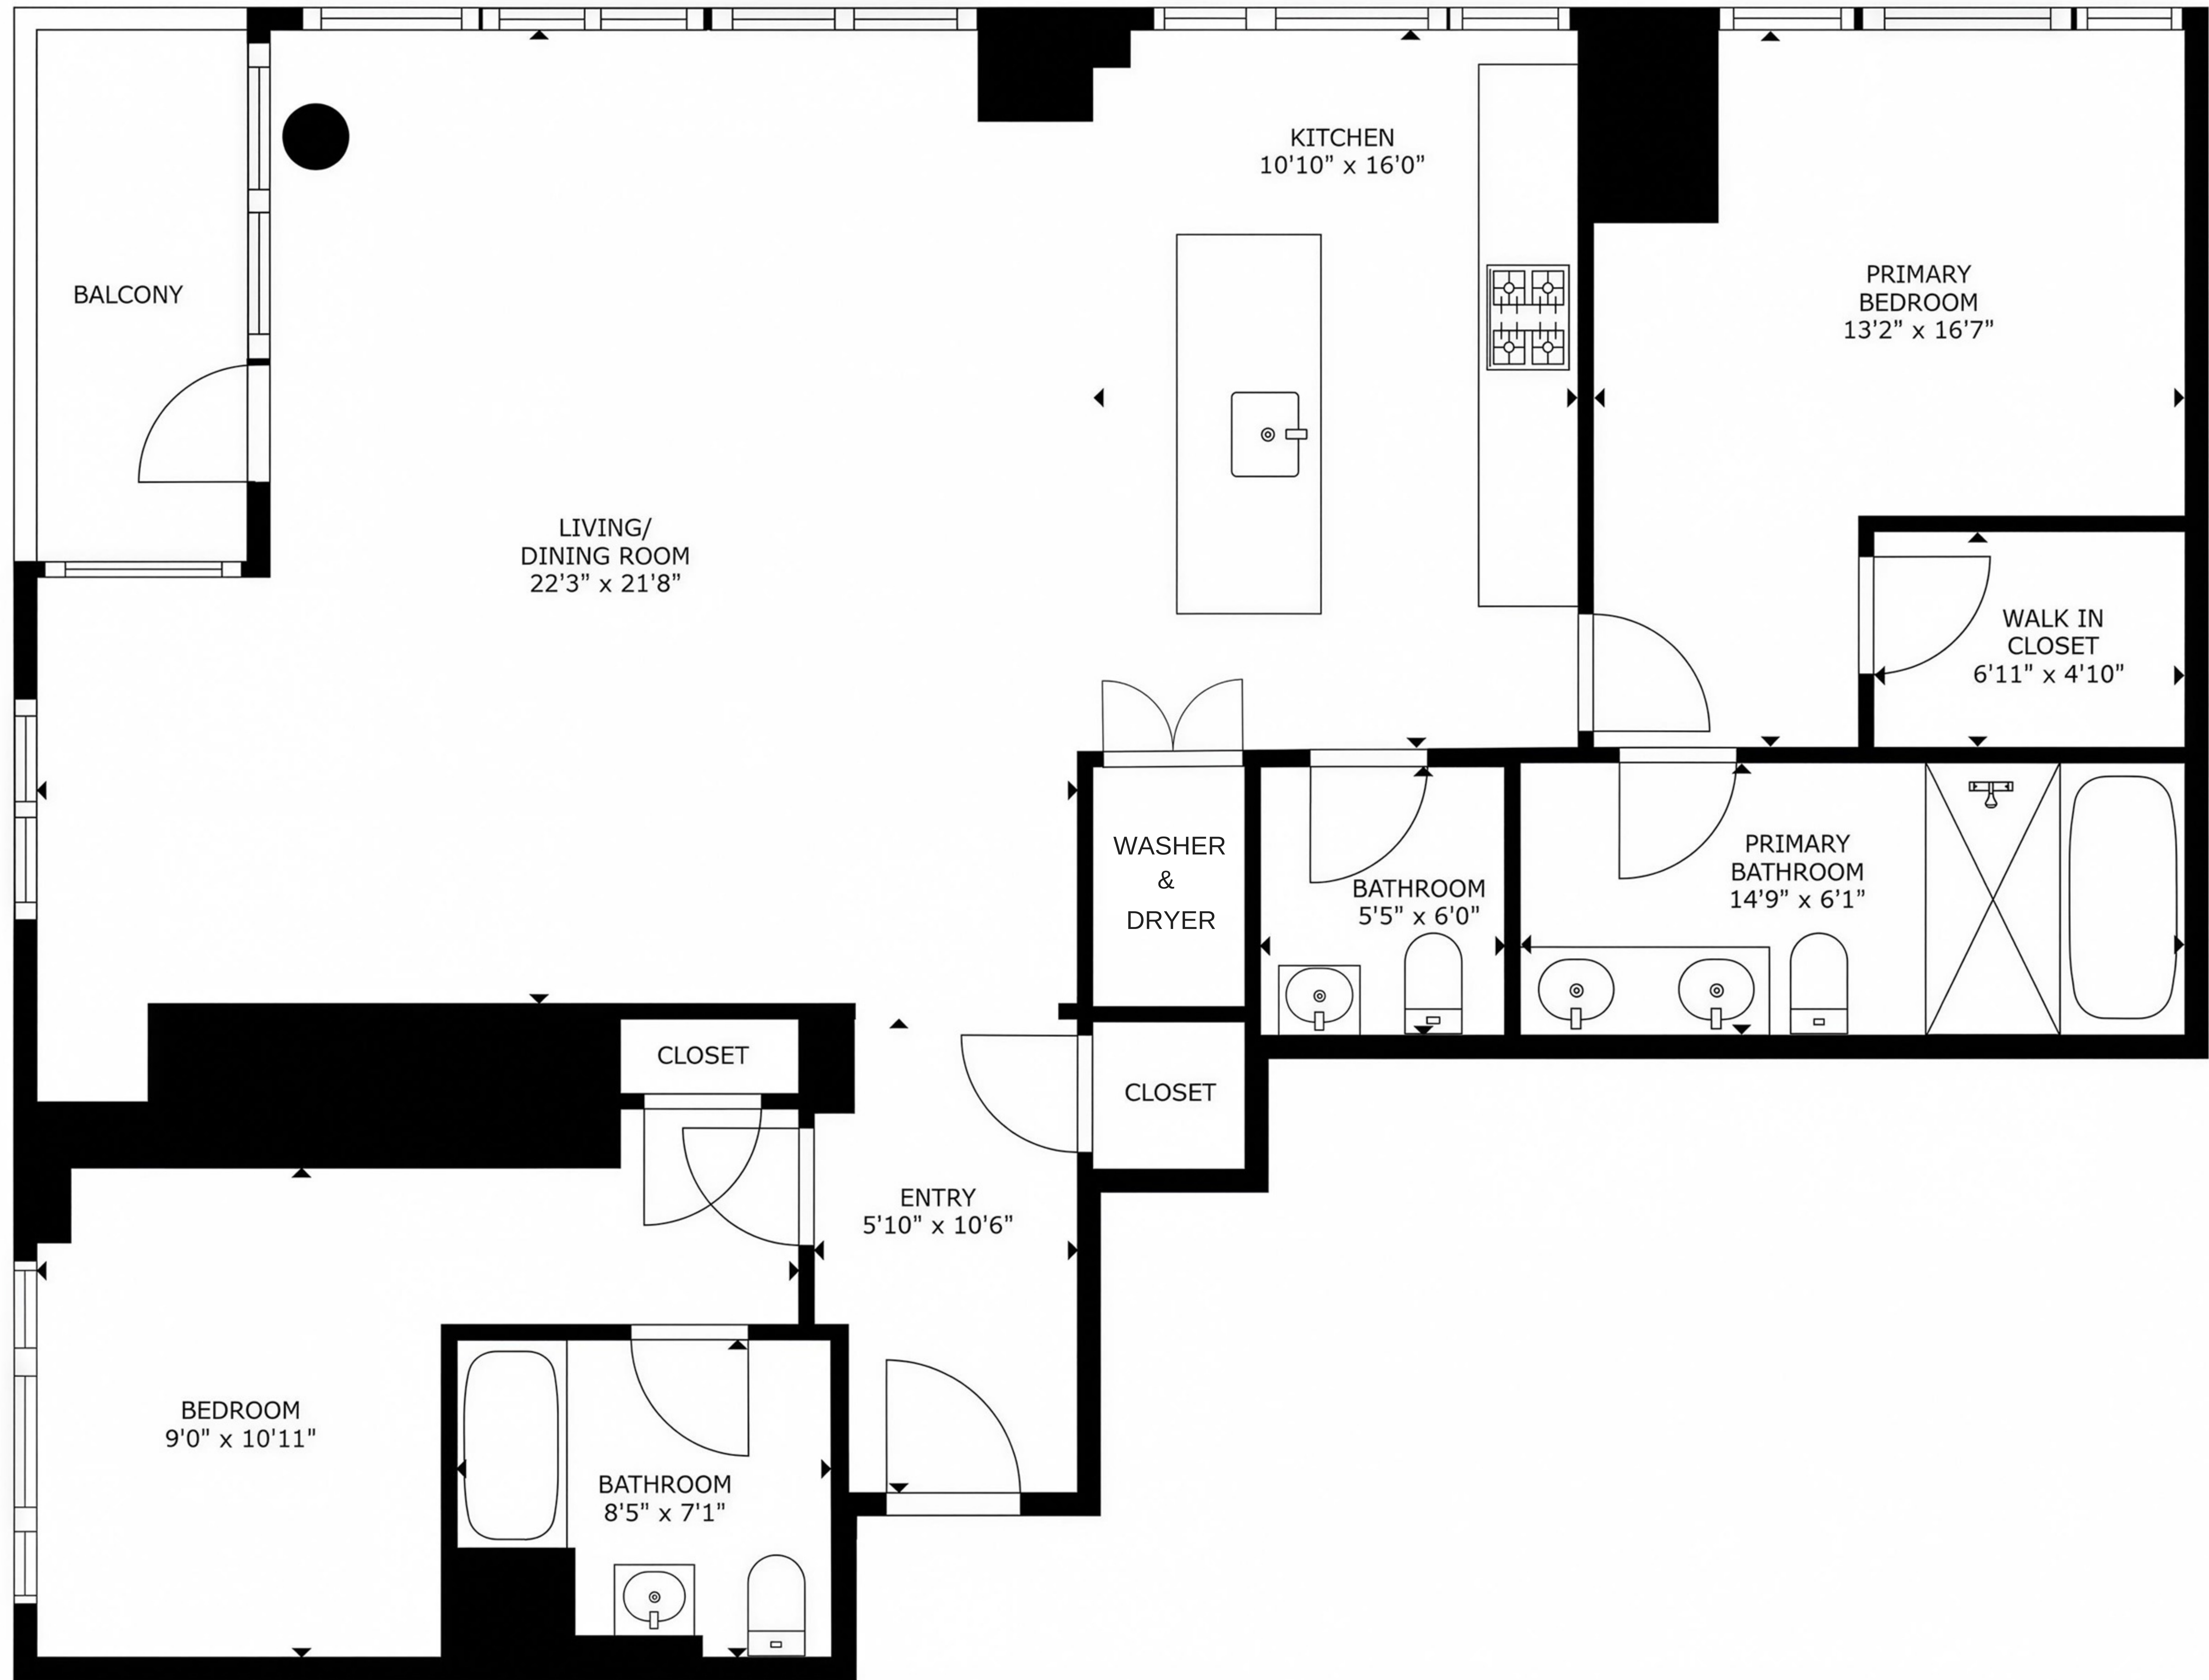 KITCHEN
10'10" x 16'0"
BALCONY
PRIMARY
BEDROOM
13'2" x 16'7"
LIVING/
DINING ROOM
22'3" x 21'8"
WALK IN
CLOSET
6'11" x 4'10"
WASHER
&
DRYER
BATHROOM
5'5" x 6'0"
PRIMARY
BATHROOM
14'9" x 6'1"
CLOSET
CLOSET
ENTRY
5'10" x 10'6"
BEDROOM
9'0" x 10'11"
BATHROOM
8'5" x 7'1"